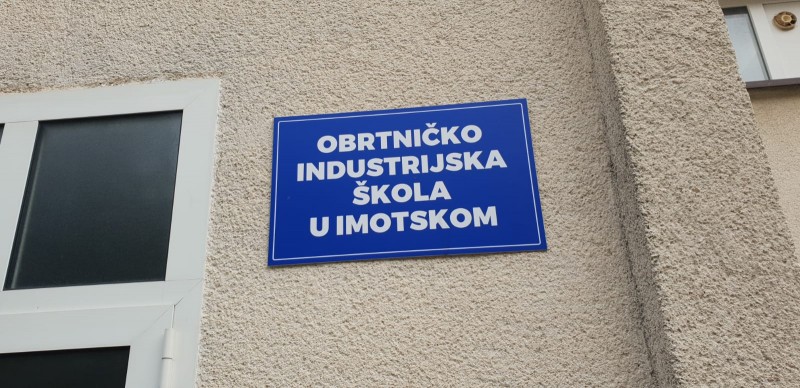 OBRTNIČKO
INDUSTRIJSKA
ŠKOLA
U IMOTSKOM